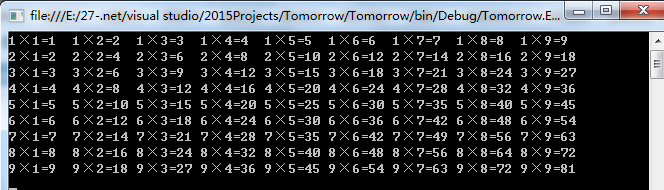 file:///E:/27-.net/visual studio/2015Projects/Tomorrow/Tomorrow/bin/Debug/Tomorrow.E...
1×1=1 1×2=2 1×3=3 1×4=4 1×5=5 1×6=6 1×7=7 1×8=8 1×9=9
2×1=2 2×2=4 2×3=6 2×4=8 2×5=10 2×6=12 2×7=14 2×8=16 2×9=18
3×1=3 3×2=6 3×3=9 3×4=12 3×5=15 3×6=18 3×7=21 3×8=24 3×9=27
4×1=4 4×2=8 4×3=12 4×4=16 4×5=20 4×6=24 4×7=28 4×8=32 4×9=36
5×1=5 5×2=10 5×3=15 5×4=20 5×5=25 5×6=30 5×7=35 5×8=40 5×9=45
6×1=6 6×2=12 6×3=18 6×4=24 6×5=30 6×6=36 6×7=42 6×8=48 6×9=54
7×1=7 7×2=14 7×3=21 7×4=28 7×5=35 7×6=42 7×7=49 7×8=56 7×9=63
8×1=8 8×2=16 8×3=24 8×4=32 8×5=40 8×6=48 8×7=56 8×8=64 8×9=72
9×1=9 9×2=18 9×3=27 9×4=36 9×5=45 9×6=54 9×7=63 9×8=72 9×9=81